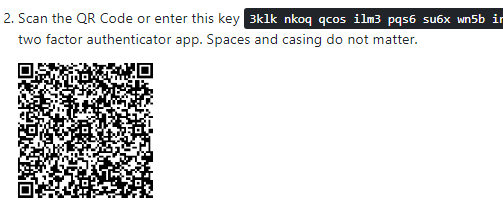 2. Scan the QR Code or enter this key 3klk nkoq qcos ilm3 pqs6 su6x wn5b
two factor authenticator app. Spaces and casing do not matter.